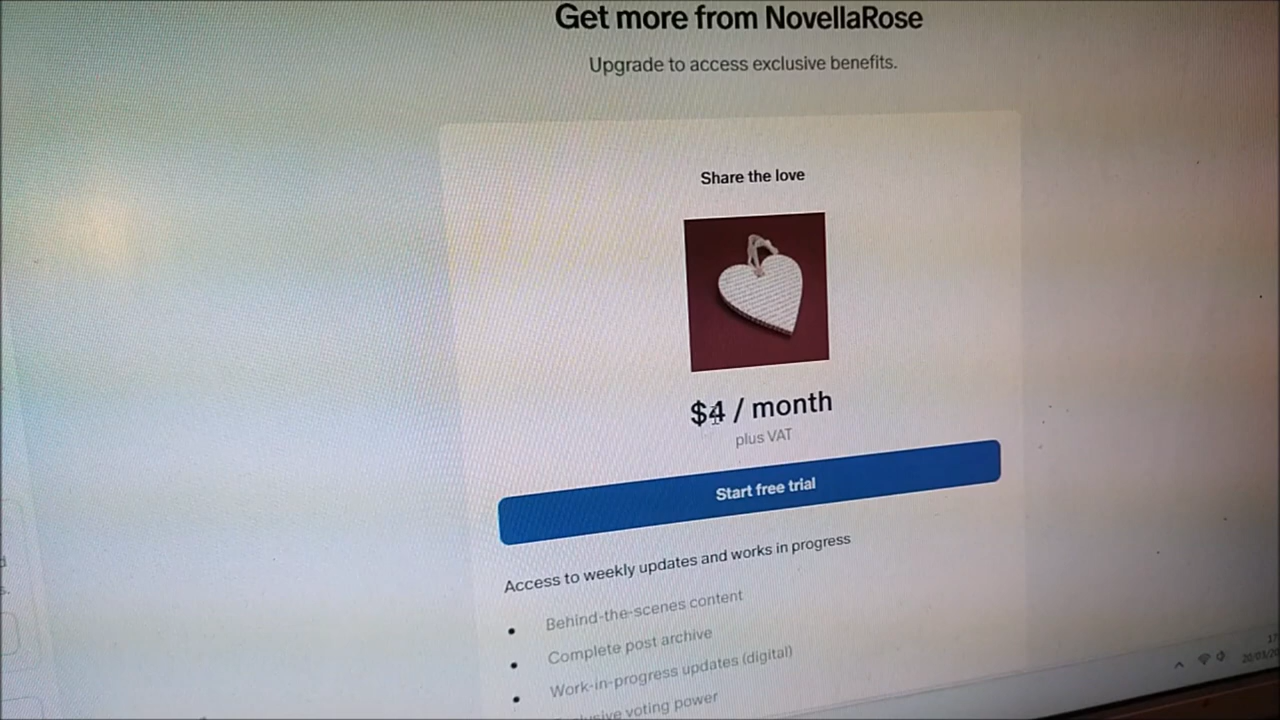 Get more from NovellaRose
Upgrade to access exclusive benefits.
Share the love
$4 / month
plus VAT
Start free trial
Access to weekly updates and works in progress
Behind-the-scenes content
Complete post archive
Work-in-progress updates (digital)
voting power